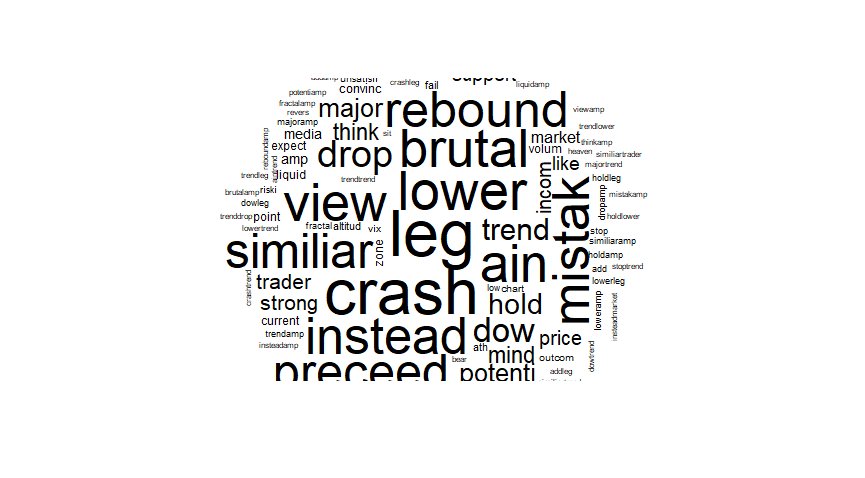 crashleg
fail
support
liquidamp
potentiamp
convinc
fractalamp
revers
major
rebound
viewamp
majoramp
trendlower
media
think
sit
brutal
market
thinkamp
expect
reboundamp
drop
volum
heaven
similiartrader
amp
like
majortrend
trendleg
liquid
trendtrend
lower
incom
holdleg
brutalamp
riski
view
mistak
dropamp
mistakamp
dowleg
trenddrop
point
leg
trend
holdlower
lowertrend
fractal
altitud
vix
stop
similiar
zone
ain
similiaramp
holdamp
add
stoptrend
crashtrend
trader
crash
low
chart
lowerleg
strong
hold
loweramp
insteadmarket
current
instead
dow
trendamp
price
insteadamp
ath
mind
outcom
bear
dowtrend
preceed
potenti
addleg